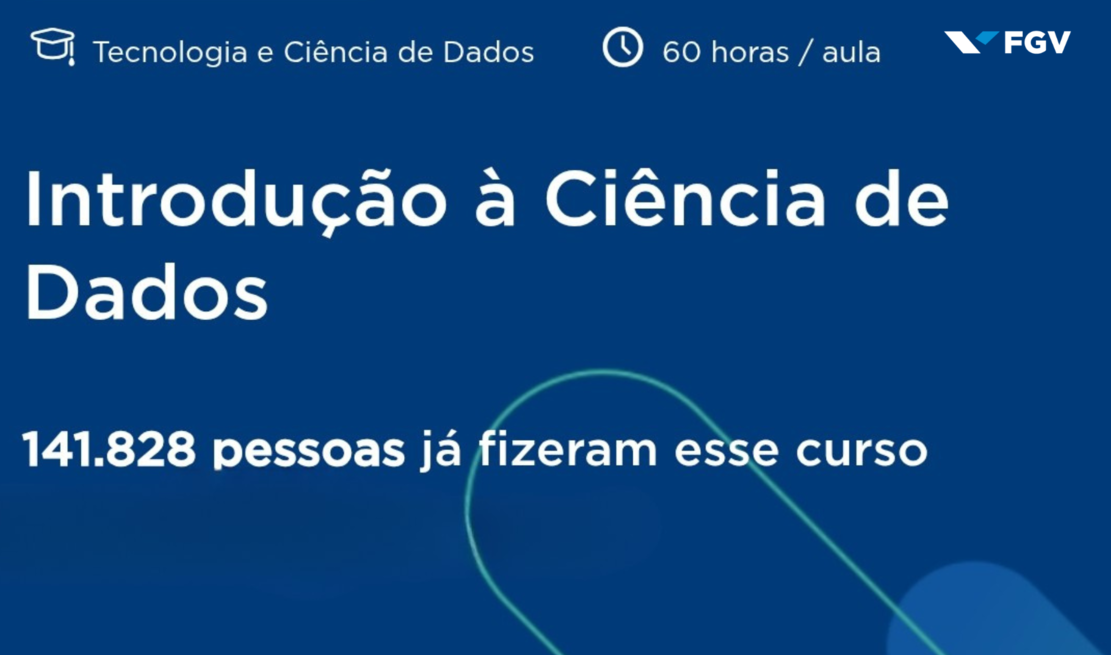 Tecnologia e Ciência de Dados
60 horas / aula
FGV
Introdução à Ciência de
Dados
141.828 pessoas já fizeram esse curso